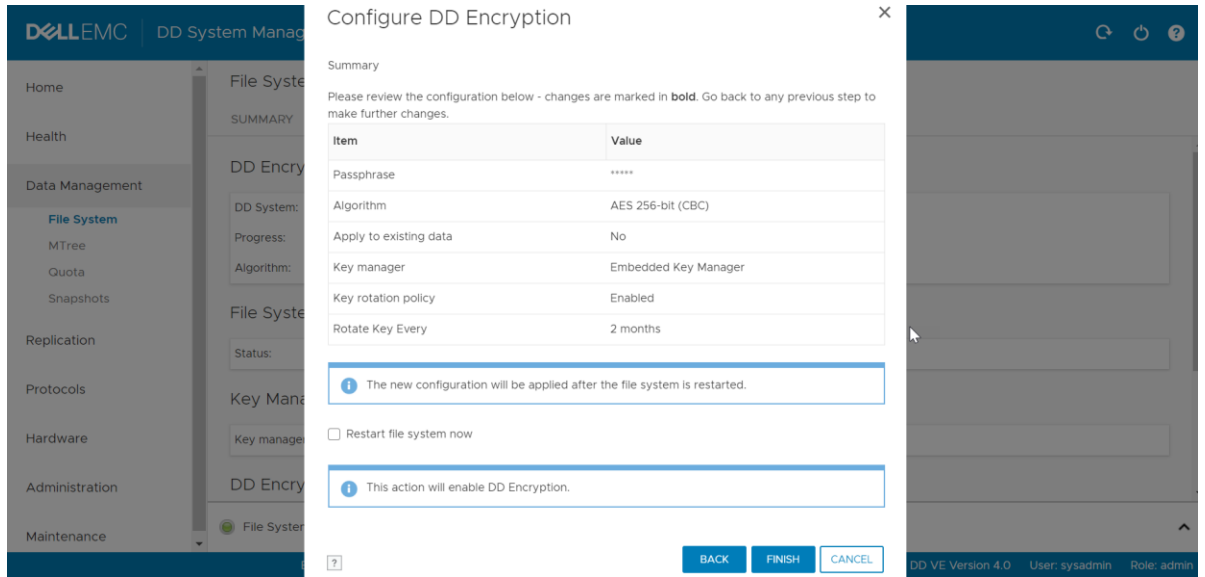 DELLEMC DD System Manag
Home
Health
Data Management
File System
MTree
Quota
Snapshots
Replication
Protocols
Hardware
Administration
Maintenance
File Syste
SUMMARY
DD Encry
DD System:
Progress:
Algorithm:
File Syste
Status:
Key Mana
Key manage
DD Encry
File System
Configure DD Encryption
Summary
Please review the configuration below - changes are marked in bold. Go back to any previous step to
make further changes.
Item Value
Passphrase *****
Algorithm AES 256-bit (CBC)
Apply to existing data No
Key manager Embedded Key Manager
Key rotation policy Enabled
Rotate Key Every 2 months
The new configuration will be applied after the file system is restarted.
Restart file system now
This action will enable DD Encryption.
? BACK FINISH CANCEL
DD VE Version 4.0 User: sysadmin Role: admin